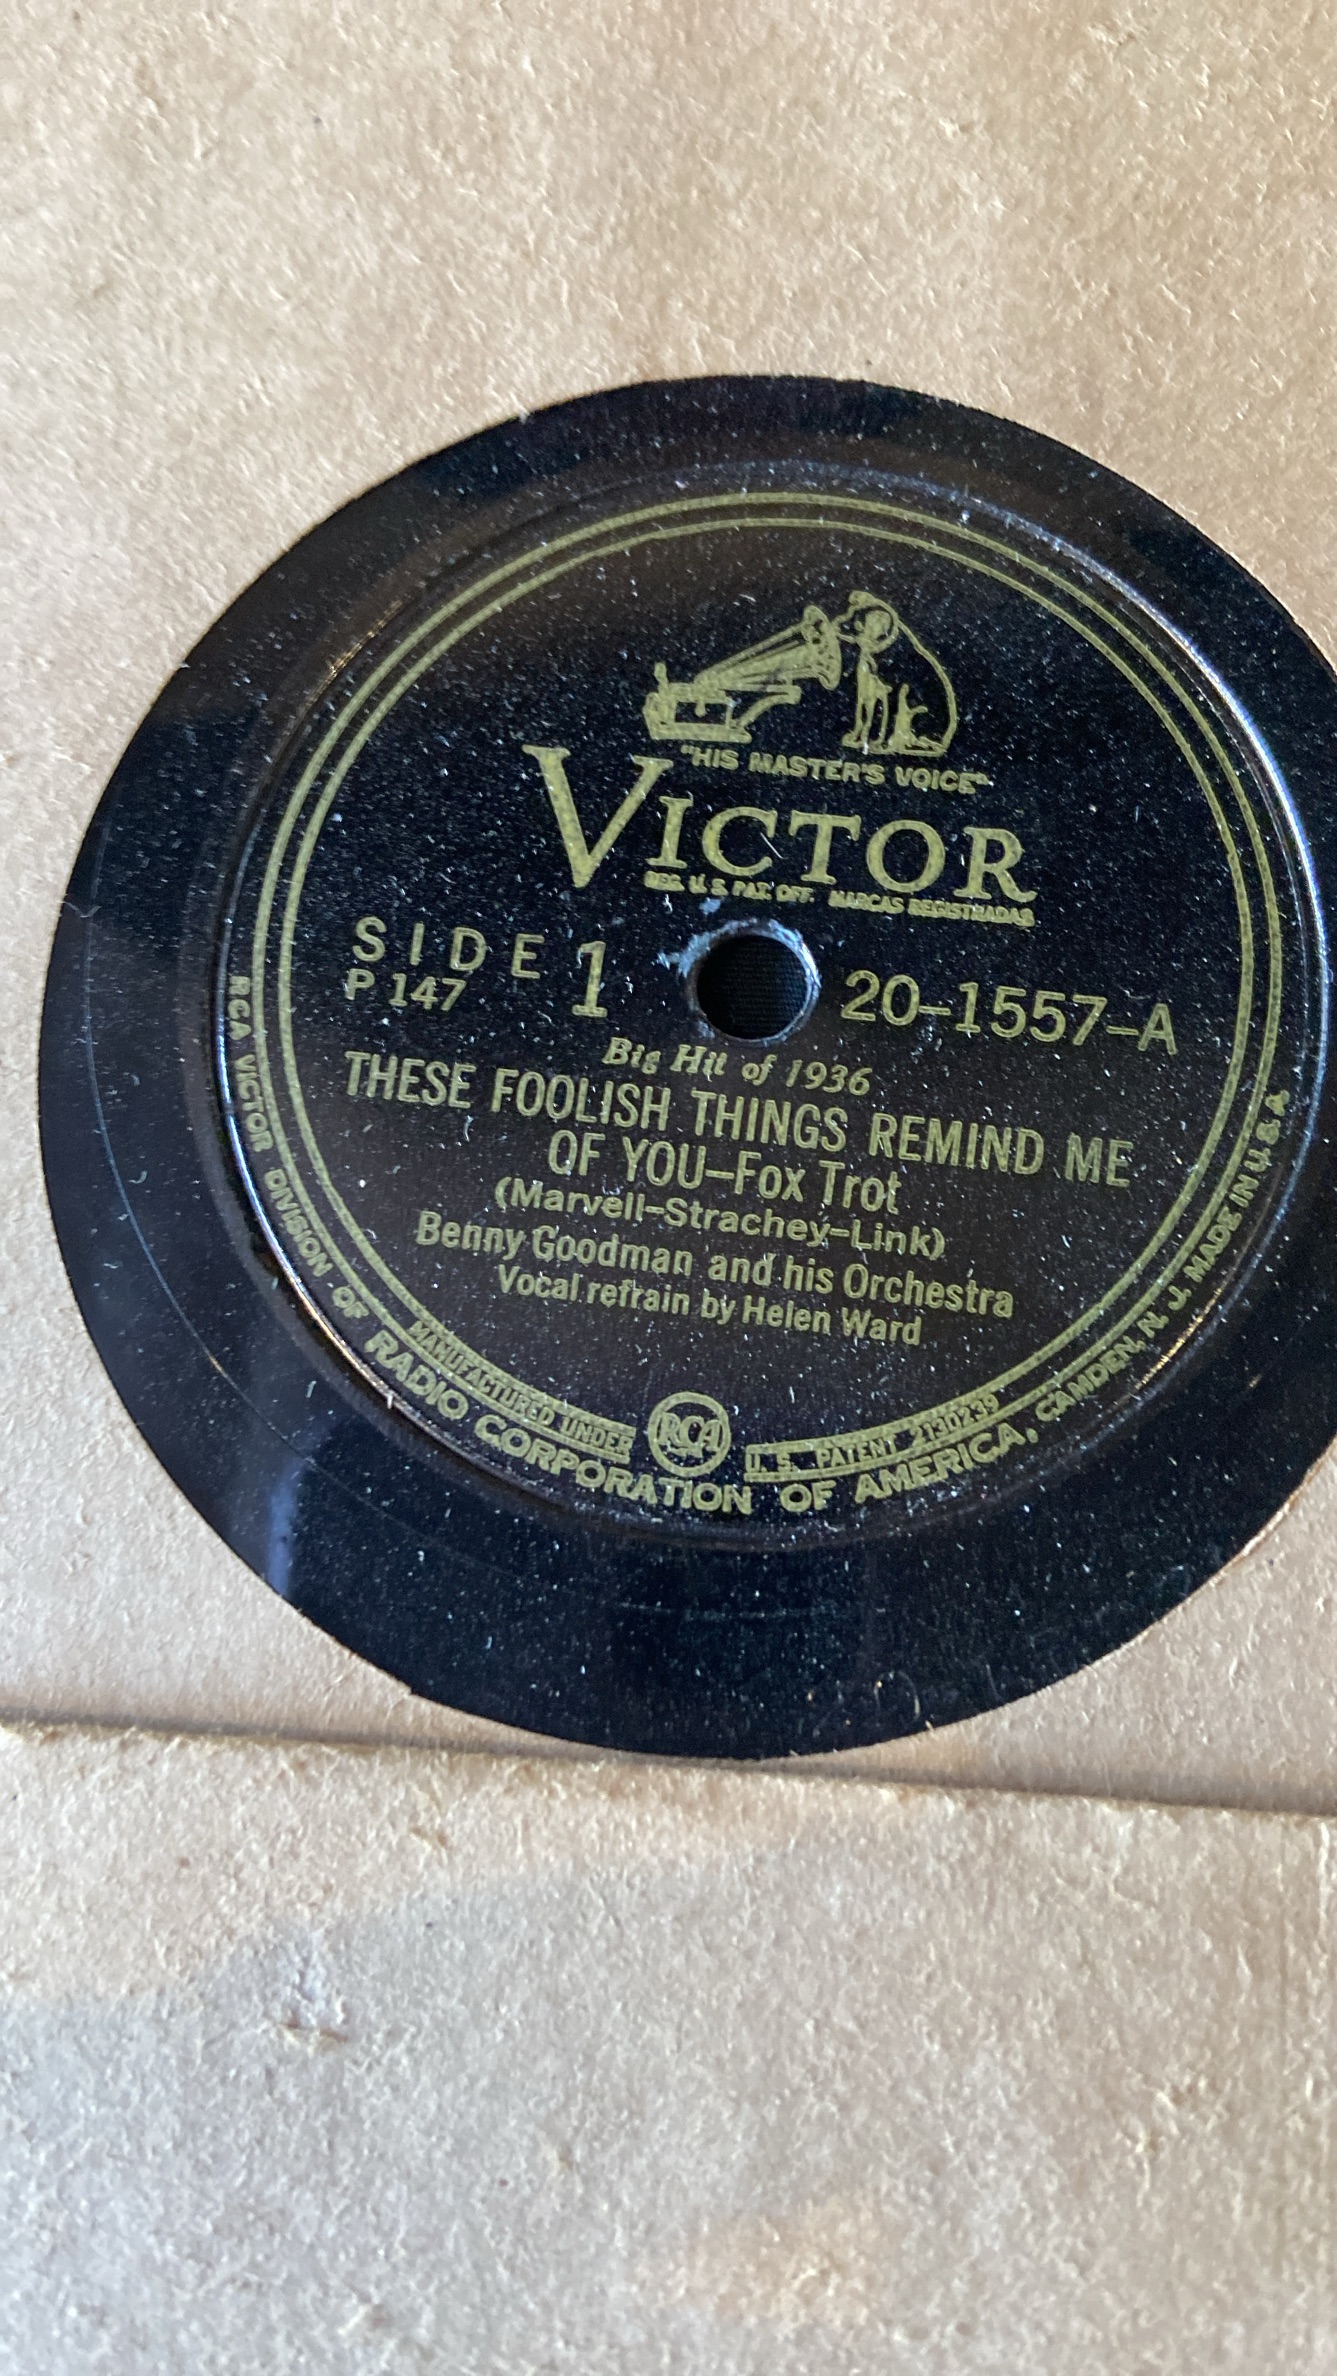 "HIS MASTER'S VOICE"
VICTOR
REG. U. S. PAT. OFF. MARCAS REGISTRADAS
SIDE 1
P 147
20-1557-A
Big Hit of 1936
THESE FOOLISH THINGS REMIND ME
OF YOU—Fox Trot
(Marvell-Strachey-Link)
Benny Goodman and his Orchestra
Vocal refrain by Helen Ward
MANUFACTURED UNDER RCA U. S. PATENT 2130239
RCA VICTOR DIVISION OF RADIO CORPORATION OF AMERICA, CAMDEN, N. J. MADE IN U.S.A.